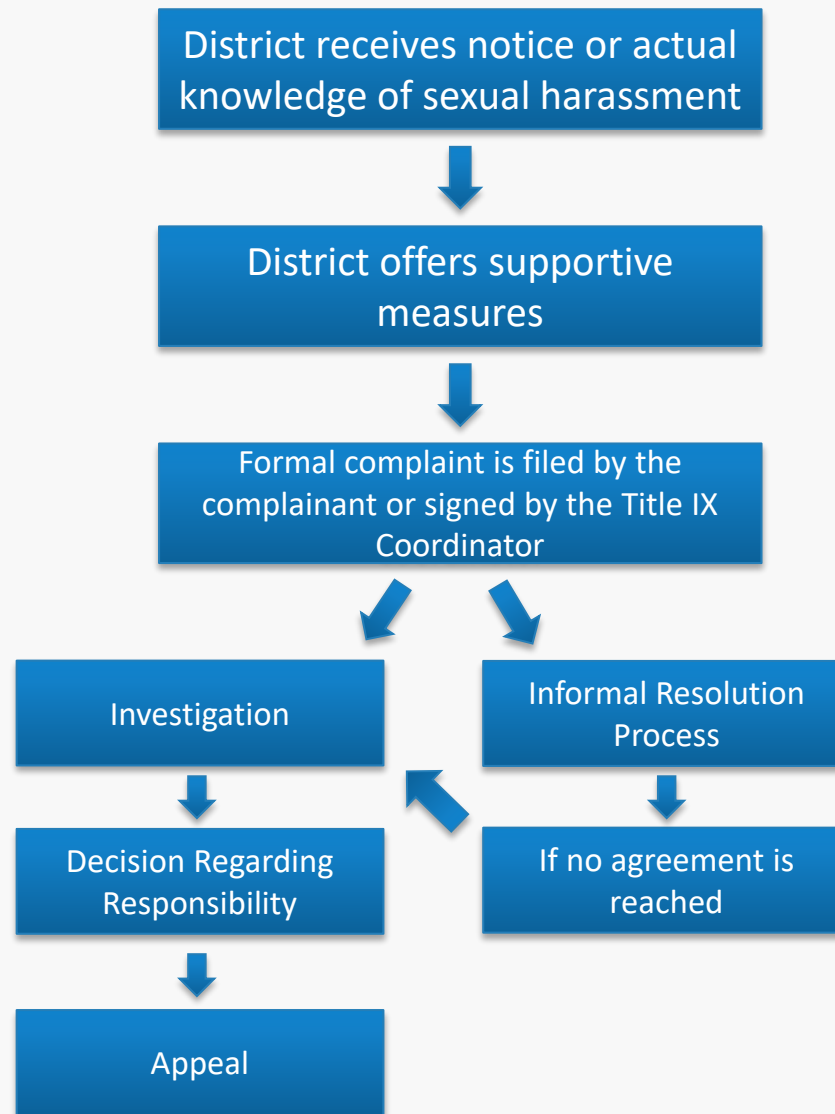 District receives notice or actual
knowledge of sexual harassment
District offers supportive
measures
Formal complaint is filed by the
complainant or signed by the Title IX
Coordinator
Investigation
Informal Resolution
Process
Decision Regarding
Responsibility
If no agreement is
reached
Appeal